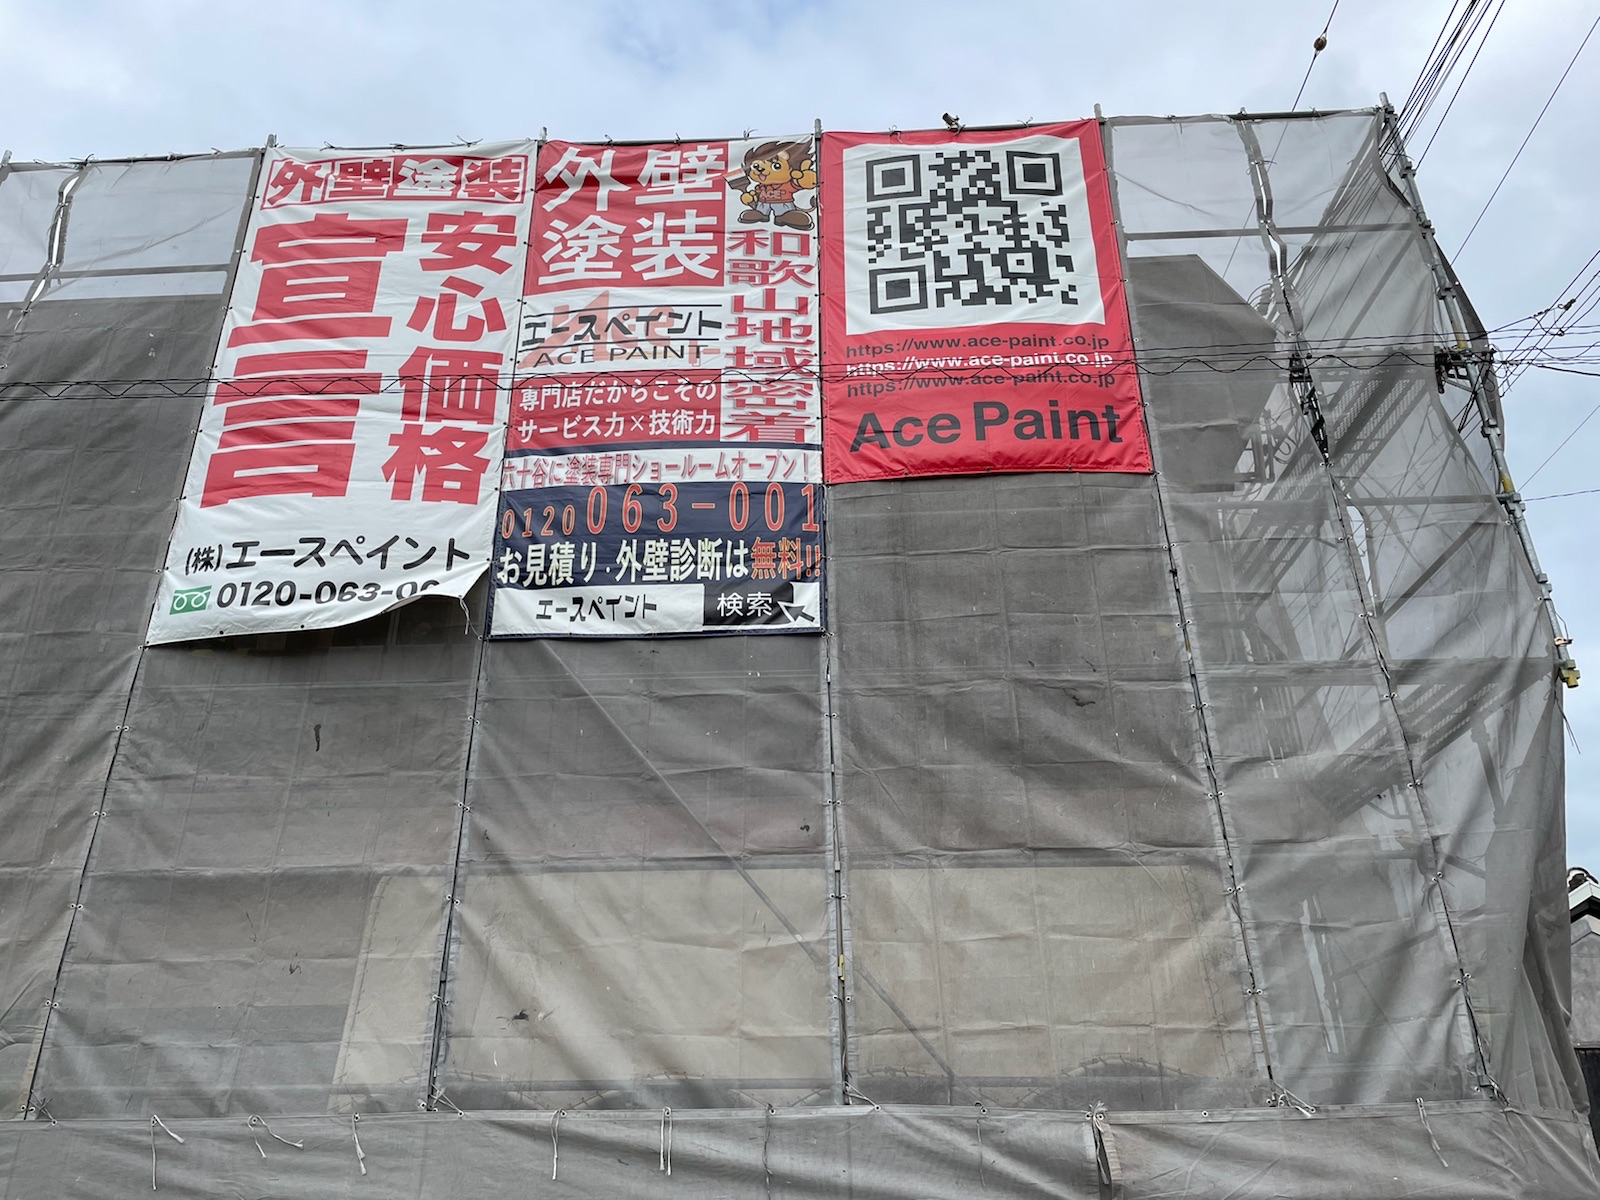 外壁塗装
安心価格
宣言
(株)エースペイント
0120-063-0
外壁
塗装
和歌山地域密着
エースペイント
ACE PAINT
専門店だからこその
サービス力×技術力
六十谷に塗装専門ショールームオープン!
0120 063-001
お見積り・外壁診断は無料!!
エースペイント 検索
https://www.ace-paint.co.jp
https://www.ace-paint.co.jp
https://www.ace-paint.co.jp
Ace Paint